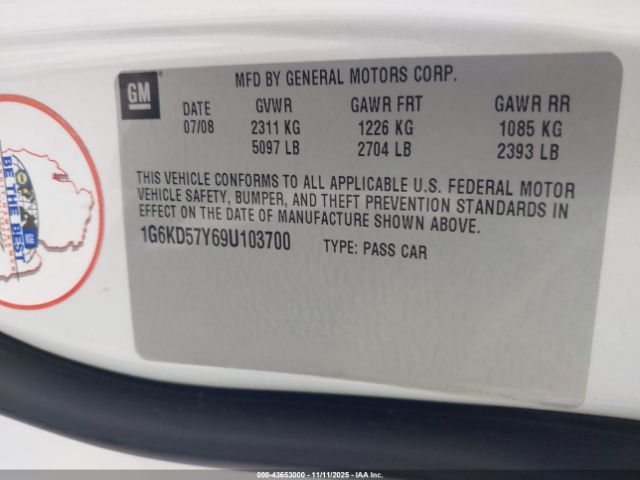 GM
MFD BY GENERAL MOTORS CORP.
DATE GVWR GAWR FRT GAWR RR
07/08 2311 KG 1226 KG 1085 KG
5097 LB 2704 LB 2393 LB
THIS VEHICLE CONFORMS TO ALL APPLICABLE U.S. FEDERAL MOTOR
VEHICLE SAFETY, BUMPER, AND THEFT PREVENTION STANDARDS IN
EFFECT ON THE DATE OF MANUFACTURE SHOWN ABOVE.
1G6KD57Y69U103700 TYPE: PASS CAR
BE THE BEST
GM
000-43653000 - 11/11/2025 - IAA Inc.